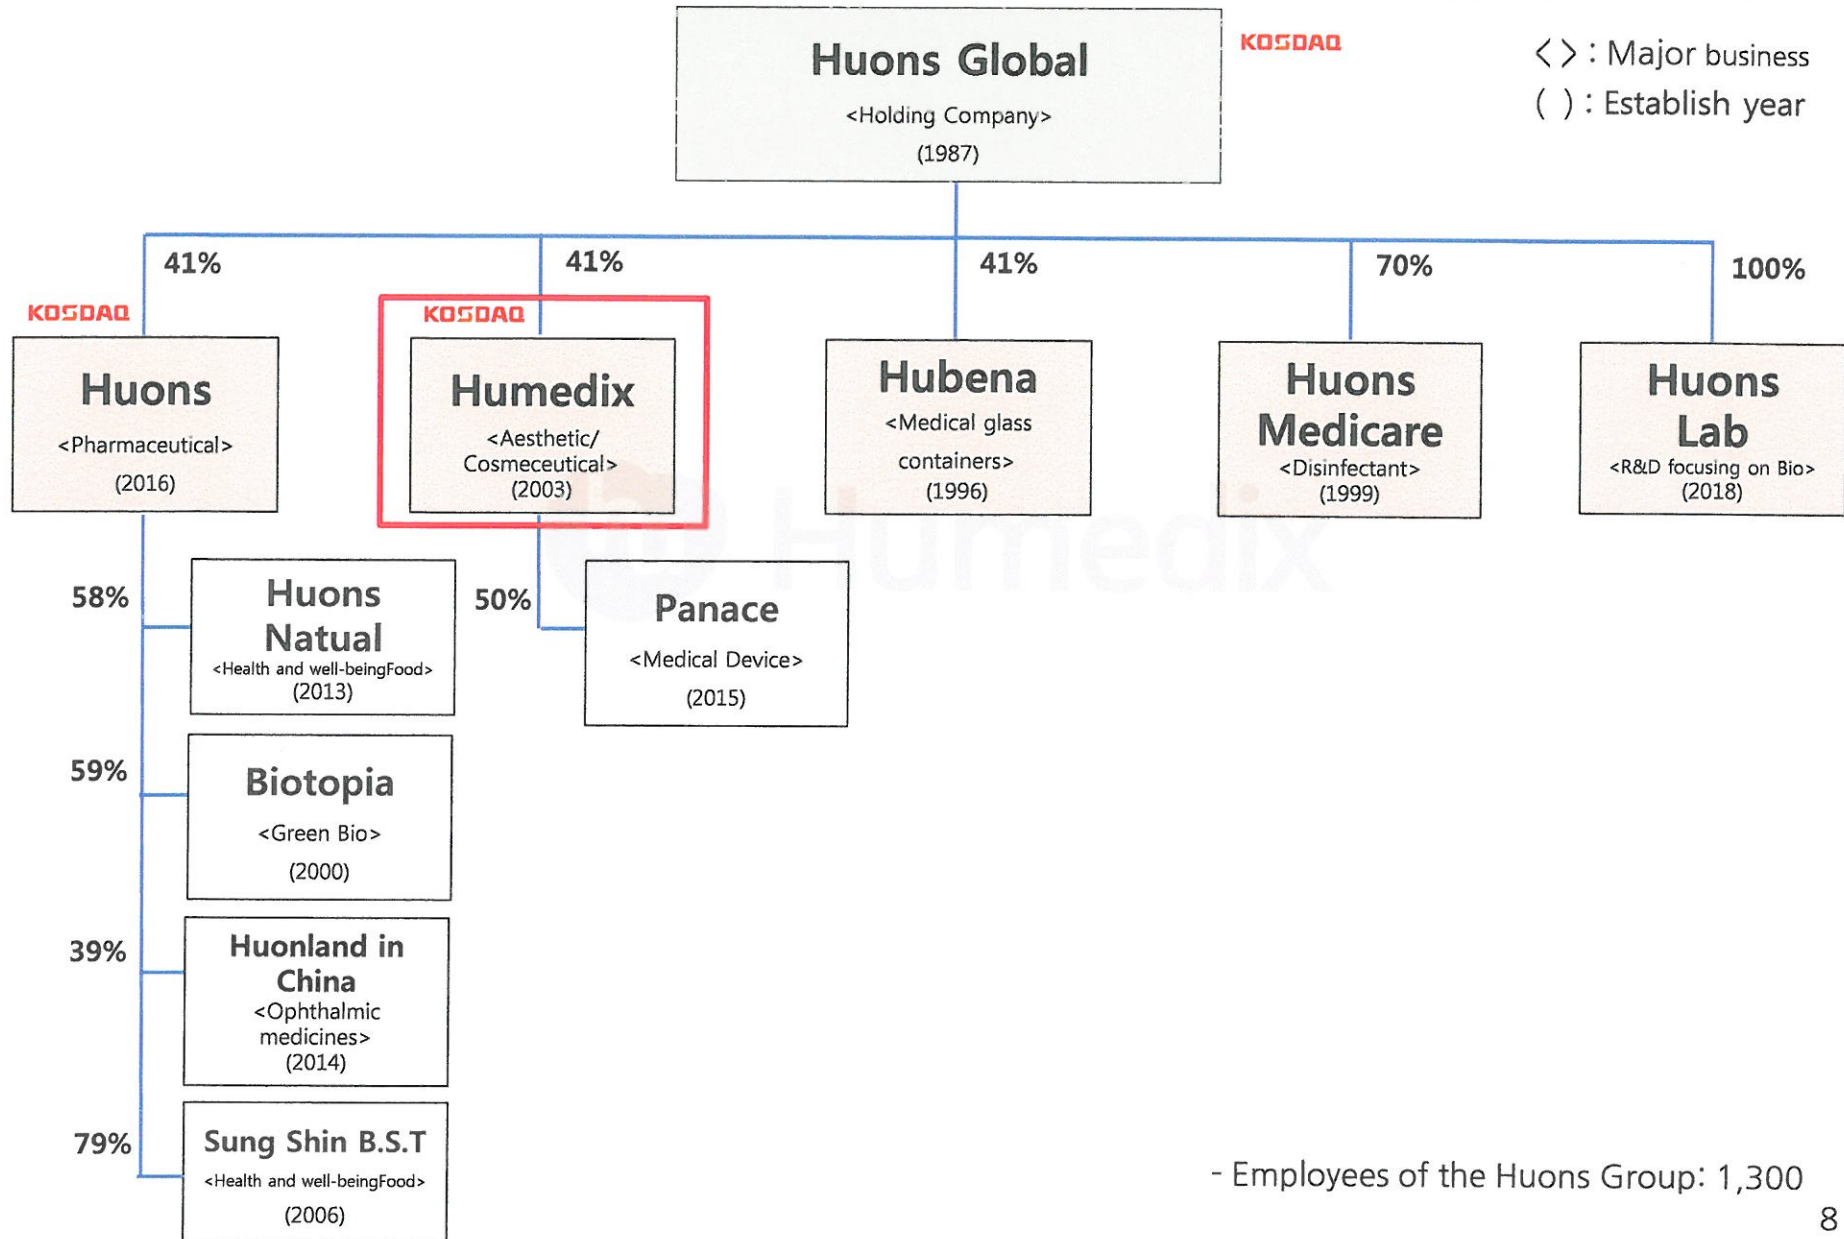 Huons Global
<Holding Company>
(1987)
KOSDAQ
< > : Major business
( ) : Establish year
41%
41%
41%
70%
100%
KOSDAQ
Huons
<Pharmaceutical>
(2016)
KOSDAQ
Humedix
<Aesthetic/
Cosmeceutical>
(2003)
Hubena
<Medical glass
containers>
(1996)
Huons
Medicare
<Disinfectant>
(1999)
Huons
Lab
<R&D focusing on Bio>
(2018)
Humedix
58%
Huons
Natual
<Health and well-beingFood>
(2013)
50%
Panace
<Medical Device>
(2015)
59%
Biotopia
<Green Bio>
(2000)
39%
Huonland in
China
<Ophthalmic
medicines>
(2014)
79%
Sung Shin B.S.T
<Health and well-beingFood>
(2006)
- Employees of the Huons Group: 1,300
8